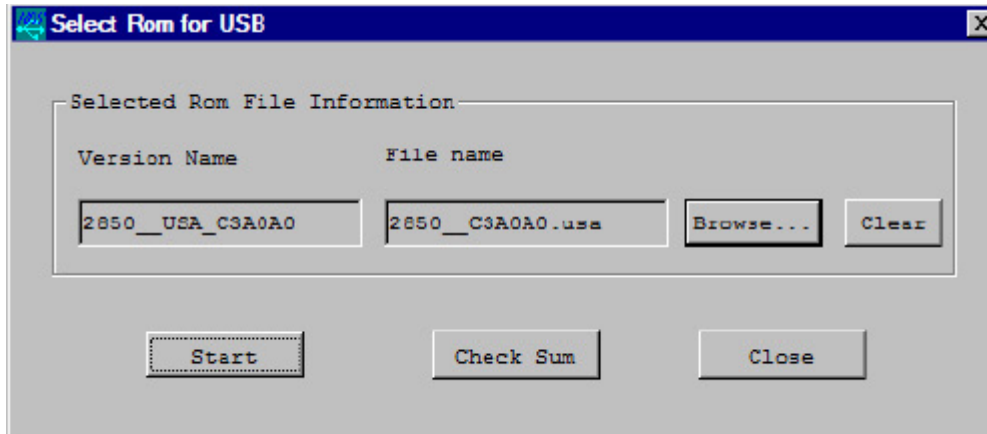 Select Rom for USB
Selected Rom File Information
Version Name
File name
2850__USA_C3A0A0
2850__C3A0A0.usa
Browse...
Clear
Start
Check Sum
Close